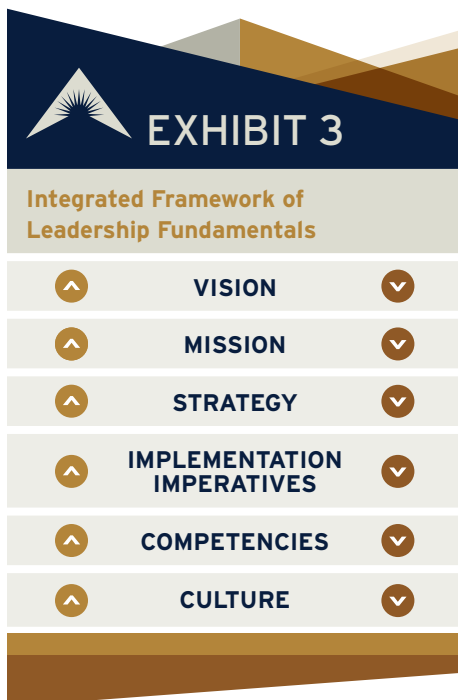 EXHIBIT 3
Integrated Framework of
Leadership Fundamentals
VISION
MISSION
STRATEGY
IMPLEMENTATION
IMPERATIVES
COMPETENCIES
CULTURE